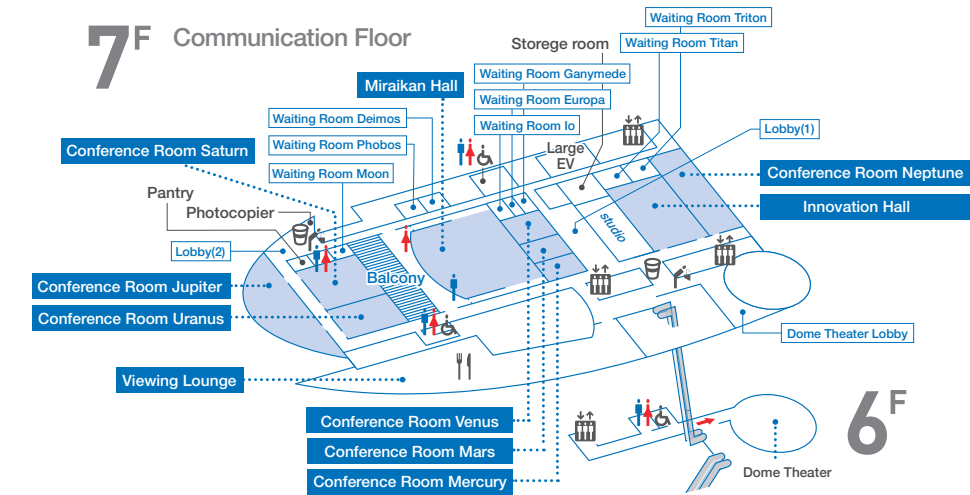 7F Communication Floor
Waiting Room Triton
Storege room
Waiting Room Titan
Miraikan Hall
Waiting Room Ganymede
Waiting Room Europa
Waiting Room Io
Waiting Room Deimos
Waiting Room Phobos
Waiting Room Moon
Large
EV
Lobby(1)
Conference Room Saturn
Conference Room Neptune
Pantry
Photocopier
Innovation Hall
studio
Lobby(2)
Balcony
Conference Room Jupiter
Conference Room Uranus
Dome Theater Lobby
Viewing Lounge
Conference Room Venus
Conference Room Mars
Conference Room Mercury
6F
Dome Theater